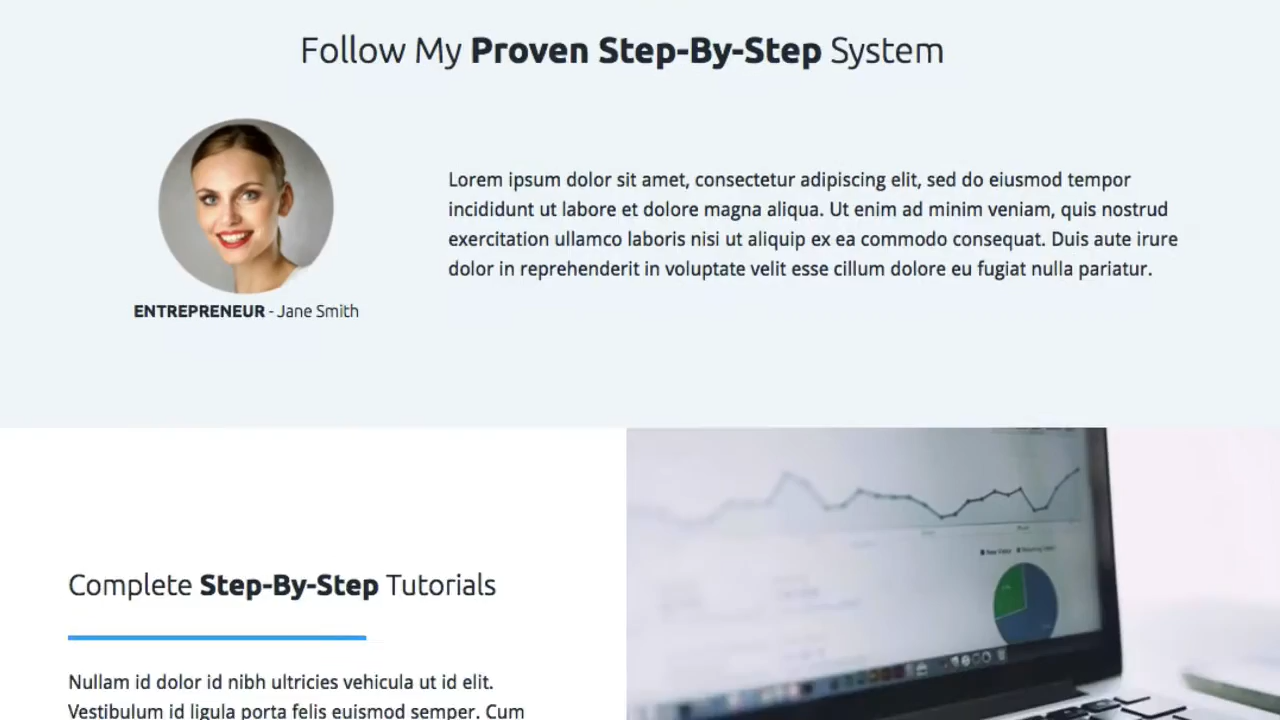 Follow My Proven Step-By-Step System
Lorem ipsum dolor sit amet, consectetur adipiscing elit, sed do eiusmod tempor
incididunt ut labore et dolore magna aliqua. Ut enim ad minim veniam, quis nostrud
exercitation ullamco laboris nisi ut aliquip ex ea commodo consequat. Duis aute irure
dolor in reprehenderit in voluptate velit esse cillum dolore eu fugiat nulla pariatur.
ENTREPRENEUR - Jane Smith
Complete Step-By-Step Tutorials
Nullam id dolor id nibh ultricies vehicula ut id elit.
Vestibulum id ligula porta felis euismod semper. Cum